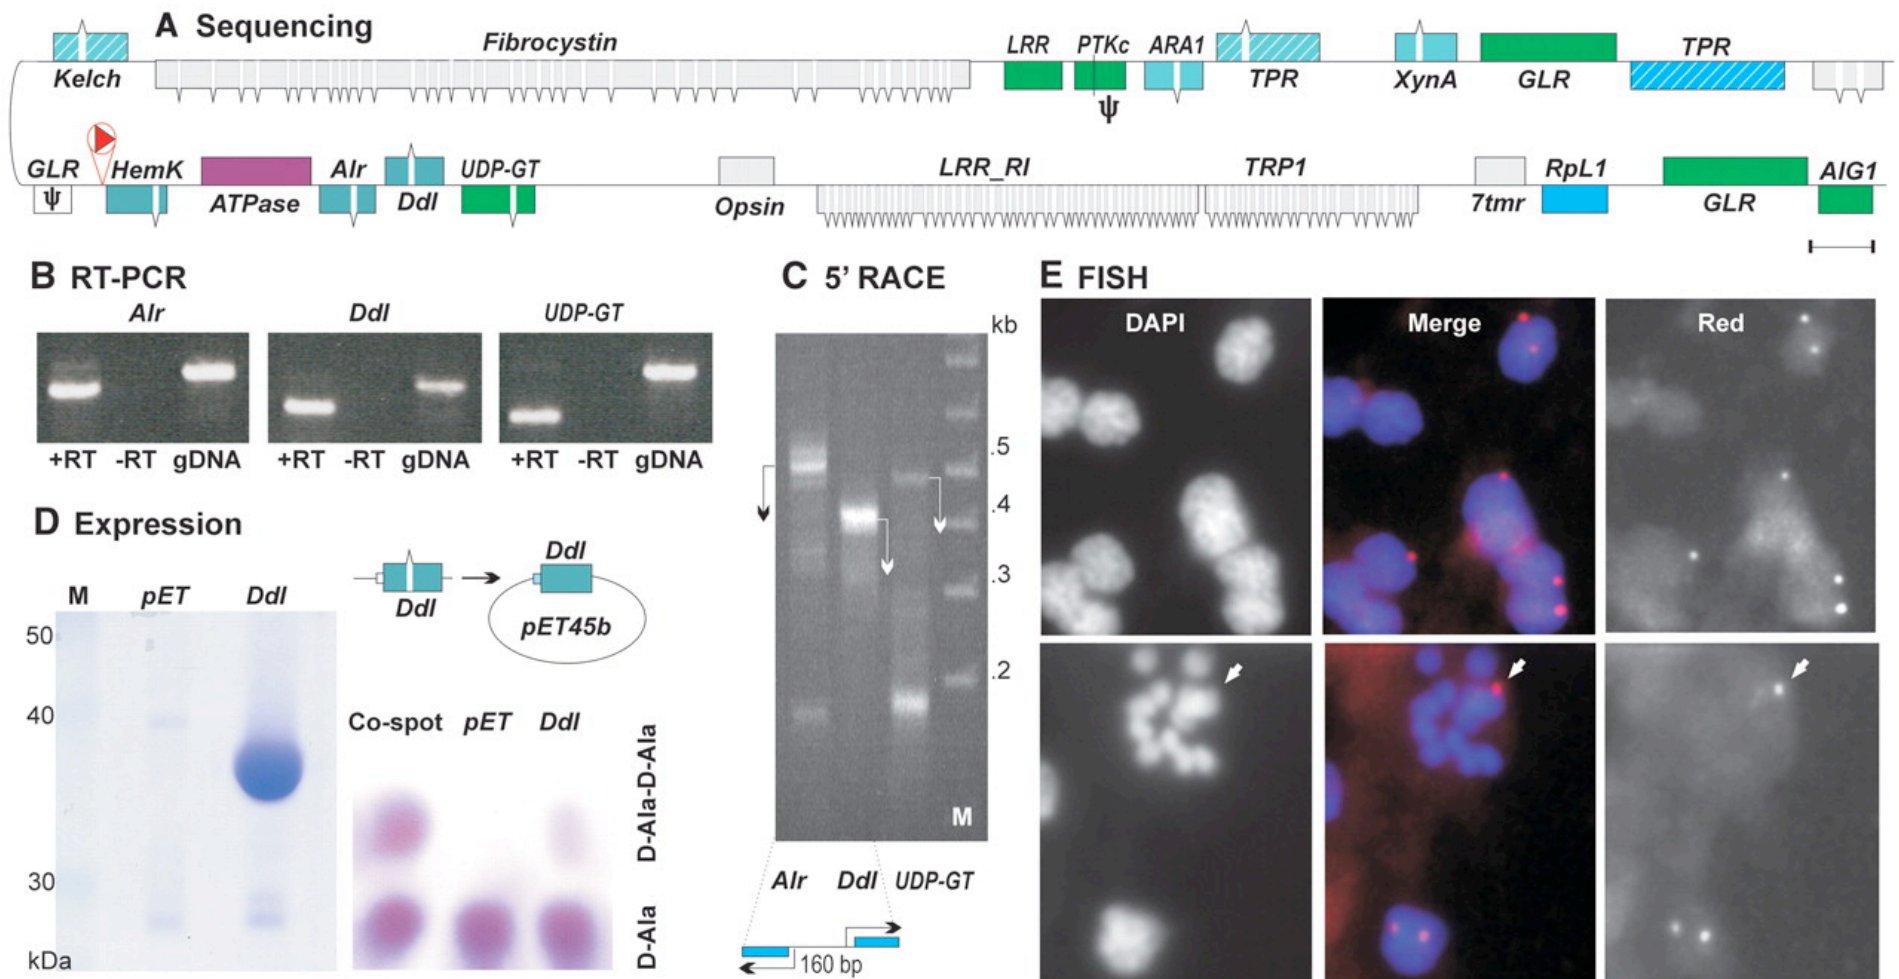 A Sequencing
Fibrocystin
LRR PTKc ARA1
TPR
Kelch
TPR
XynA
GLR
ψ
GLR
HemK
Alr
UDP-GT
LRR_RI
TRP1
RpL1
AIG1
ψ
ATPase
Ddl
Opsin
7tmr
GLR
B RT-PCR
Alr
Ddl
UDP-GT
+RT -RT gDNA
+RT -RT gDNA
+RT -RT gDNA
C 5' RACE
kb
.5
.4
.3
.2
M
Alr Ddl UDP-GT
160 bp
D Expression
M pET Ddl
50
40
30
kDa
Ddl
Ddl
pET45b
Co-spot pET Ddl
D-Ala-D-Ala
D-Ala
E FISH
DAPI
Merge
Red